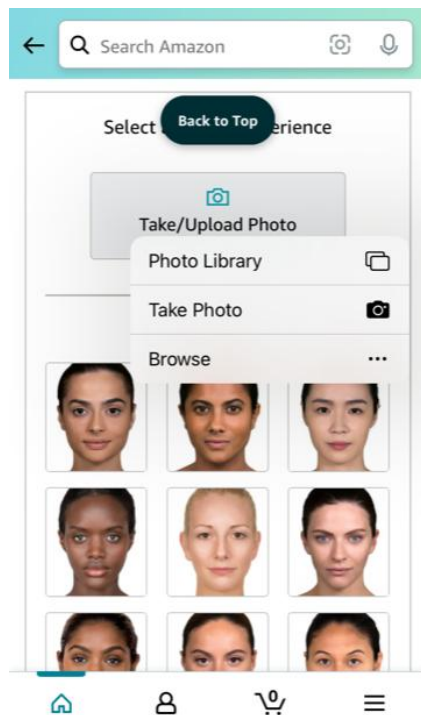 Search Amazon
Select
Back to Top
erience
Take/Upload Photo
Photo Library
Take Photo
Browse
0